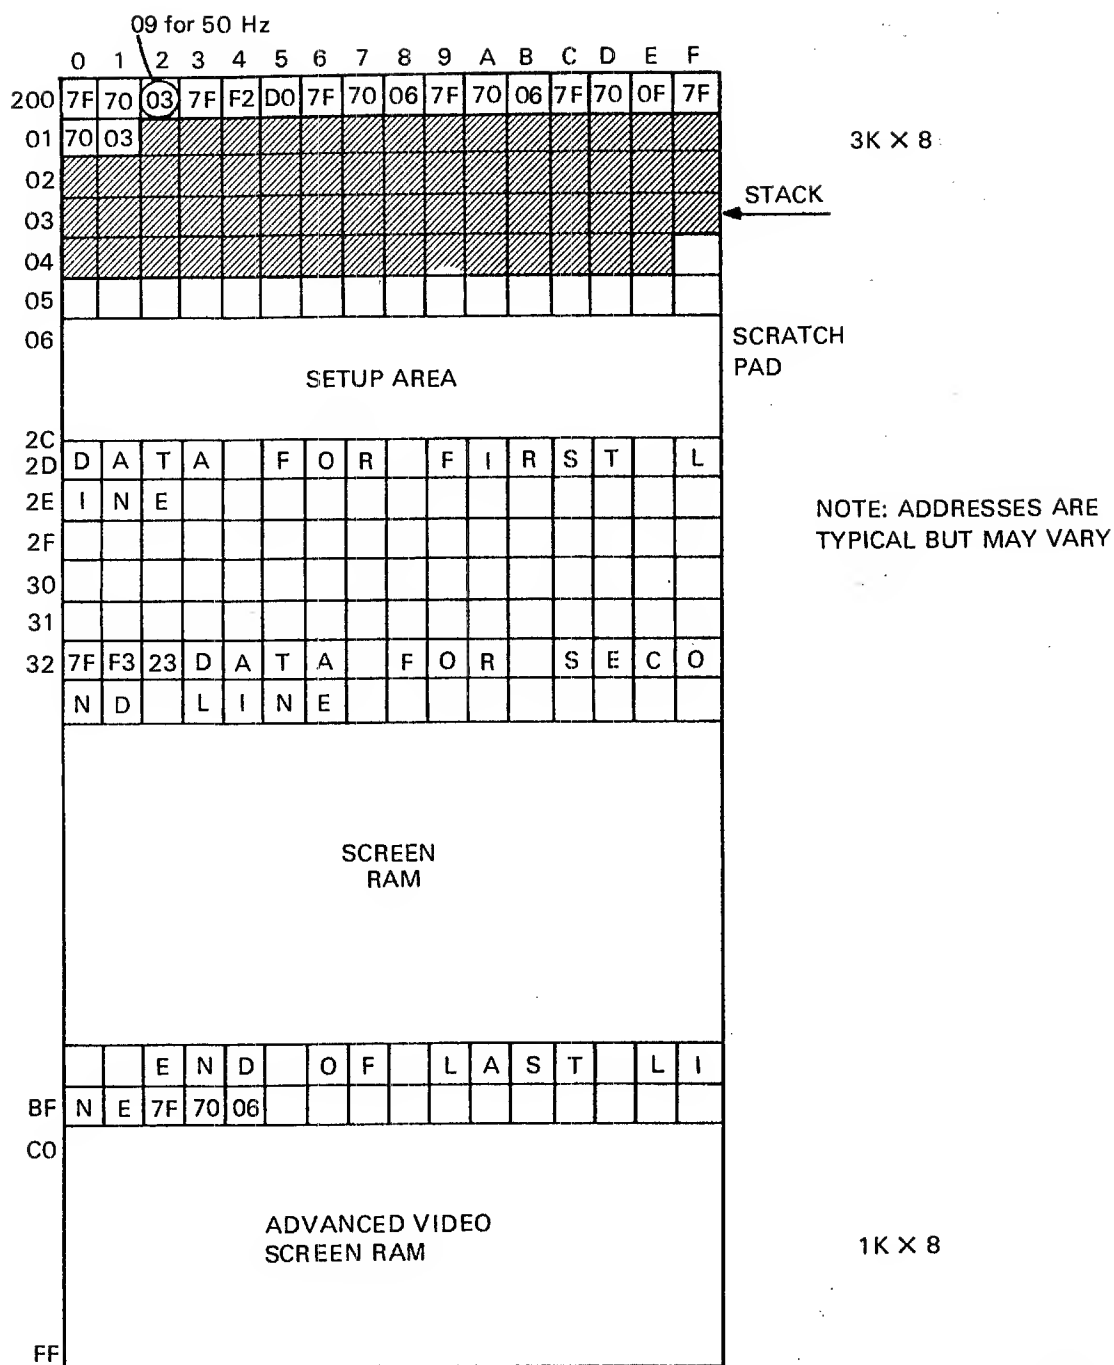 09 for 50 Hz
0 1 2 3 4 5 6 7 8 9 A B C D E F
200 7F 70 03 7F F2 D0 7F 70 06 7F 70 06 7F 70 0F 7F
01 70 03
3K X 8
02
STACK
03
04
05
06
SCRATCH
PAD
SETUP AREA
2C
2D D A T A F O R F I R S T L
2E I N E
NOTE: ADDRESSES ARE
TYPICAL BUT MAY VARY
2F
30
31
32 7F F3 23 D A T A F O R S E C O
N D L I N E
SCREEN
RAM
E N D O F L A S T L I
BF N E 7F 70 06
C0
ADVANCED VIDEO
SCREEN RAM
1K X 8
FF